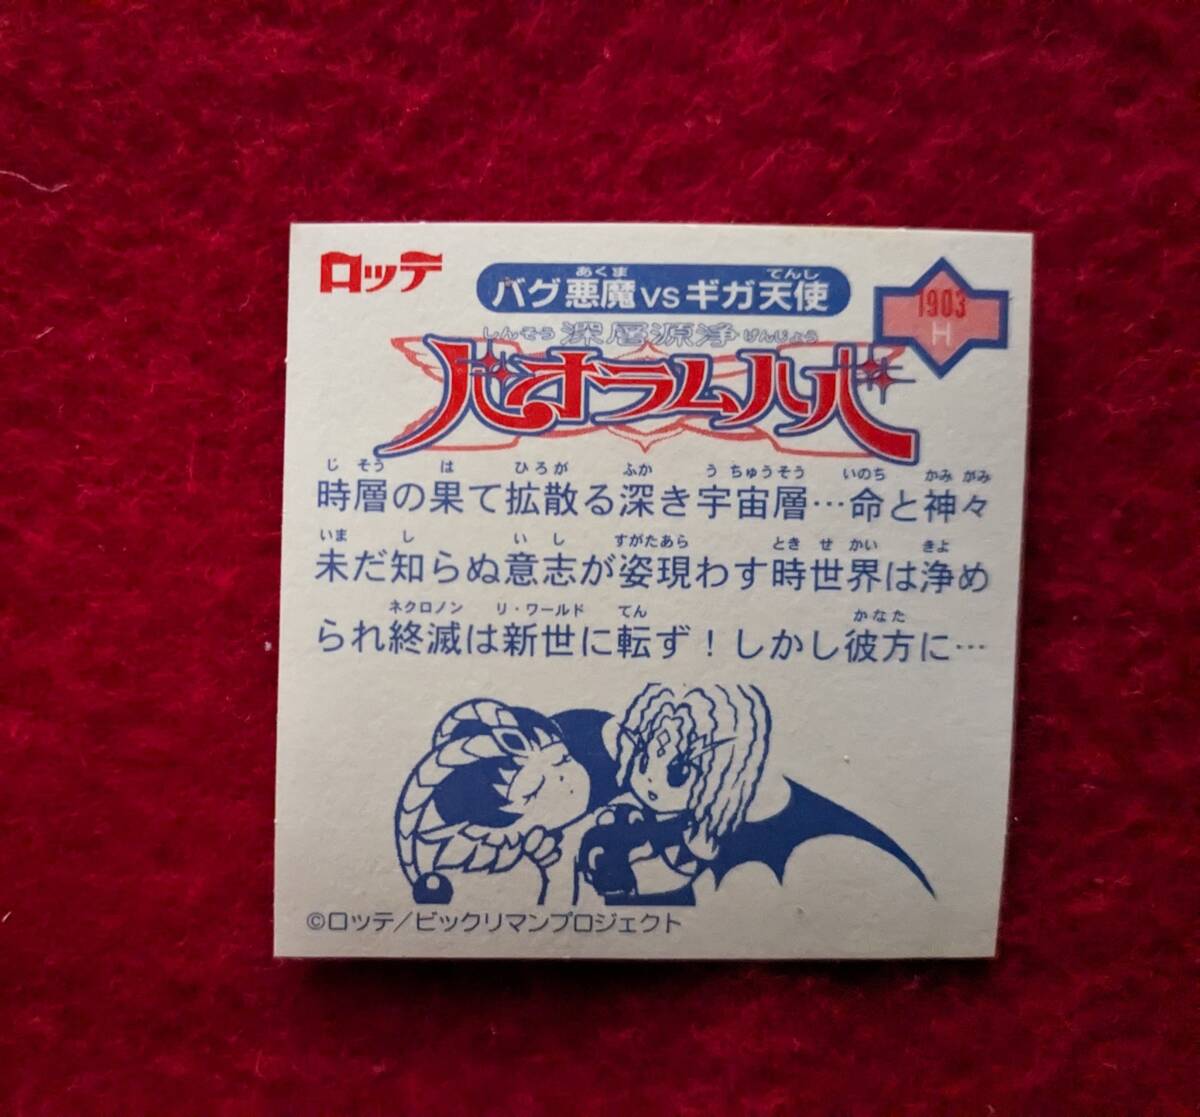 ロッテ
バグ悪魔VSギガ天使
あくま てんし
1903
H
しんそう 深層源浄 げんじょう
バオラムハバ
じ そう は ひろが ふか う ちゅうそう いのち かみ がみ
時層の果て拡散る深き宇宙層…命と神々
いま し い し すがたあら とき せ かい きよ
未だ知らぬ意志が姿現わす時世界は浄め
ネクロノン リ・ワールド てん かなた
られ終滅は新世に転ず！しかし彼方に…
©ロッテ/ビックリマンプロジェクト